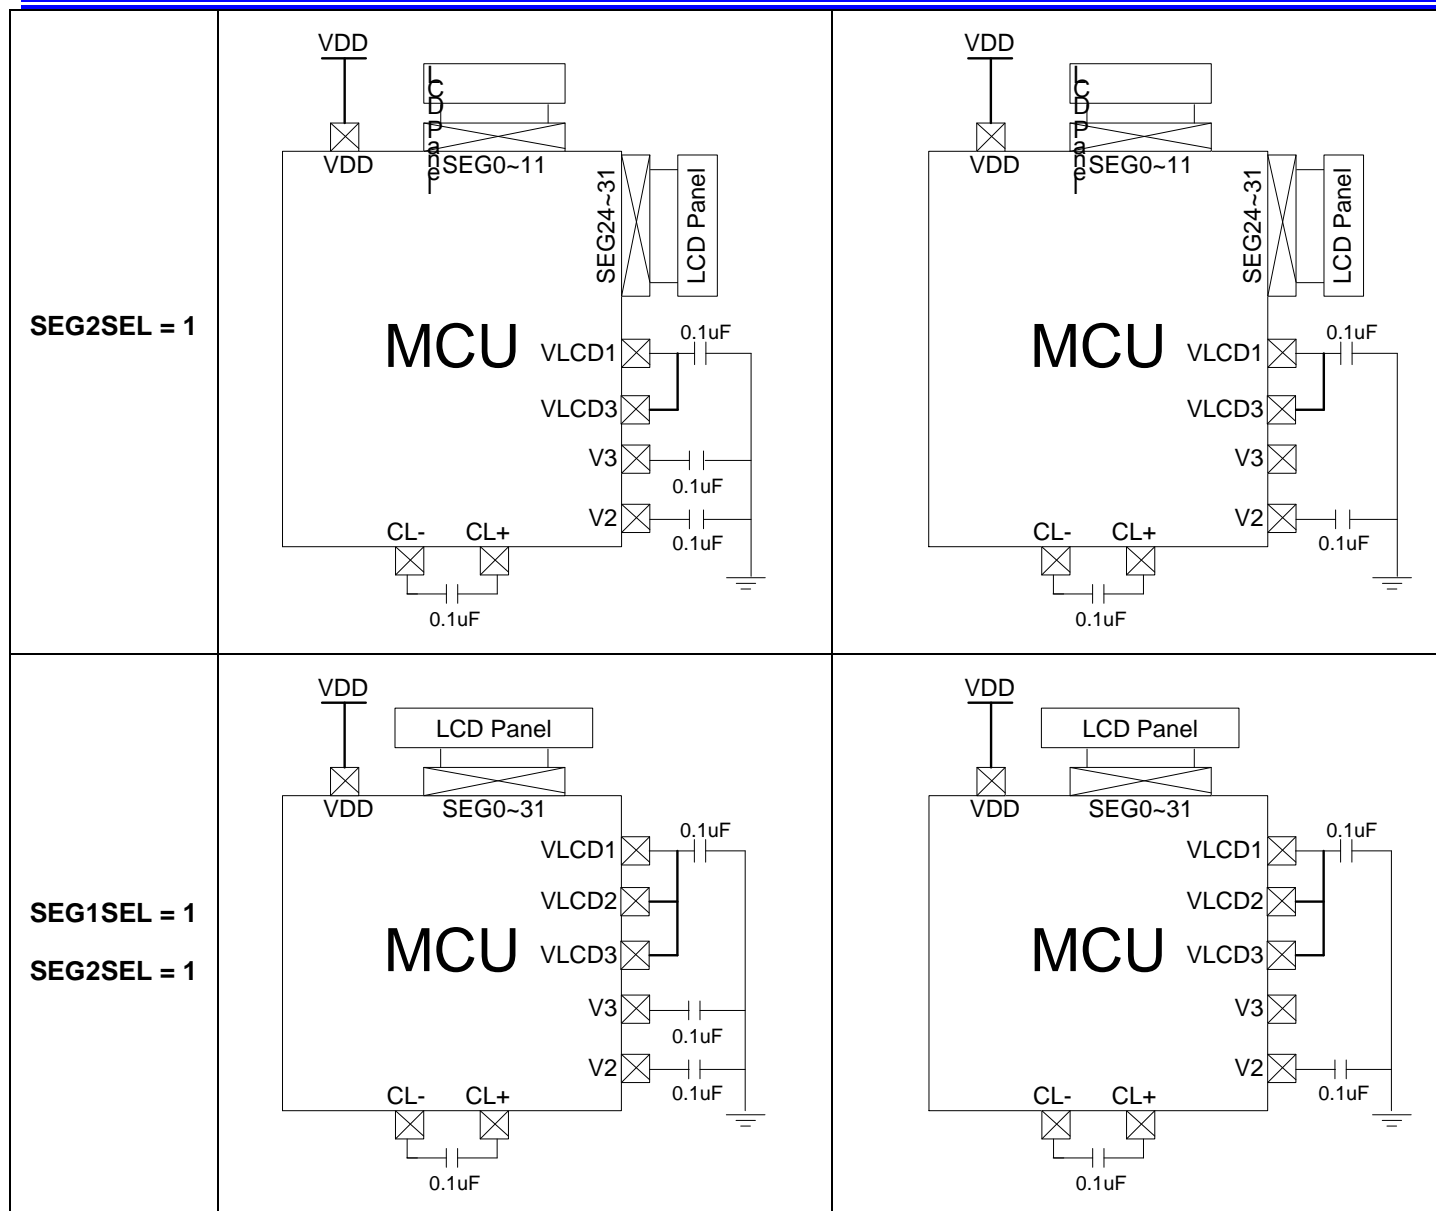 VDD
LCD Panel
VDD
SEG0~11
SEG24~31
LCD Panel
SEG2SEL = 1
MCU
VLCD1
0.1uF
VLCD3
V3
0.1uF
V2
0.1uF
CL-
CL+
0.1uF
VDD
LCD Panel
VDD
SEG0~11
SEG24~31
LCD Panel
MCU
VLCD1
0.1uF
VLCD3
V3
V2
0.1uF
CL-
CL+
0.1uF
SEG1SEL = 1
SEG2SEL = 1
VDD
LCD Panel
VDD
SEG0~31
VLCD1
0.1uF
VLCD2
MCU
VLCD3
V3
0.1uF
V2
0.1uF
CL-
CL+
0.1uF
VDD
LCD Panel
VDD
SEG0~31
VLCD1
0.1uF
VLCD2
MCU
VLCD3
V3
V2
0.1uF
CL-
CL+
0.1uF